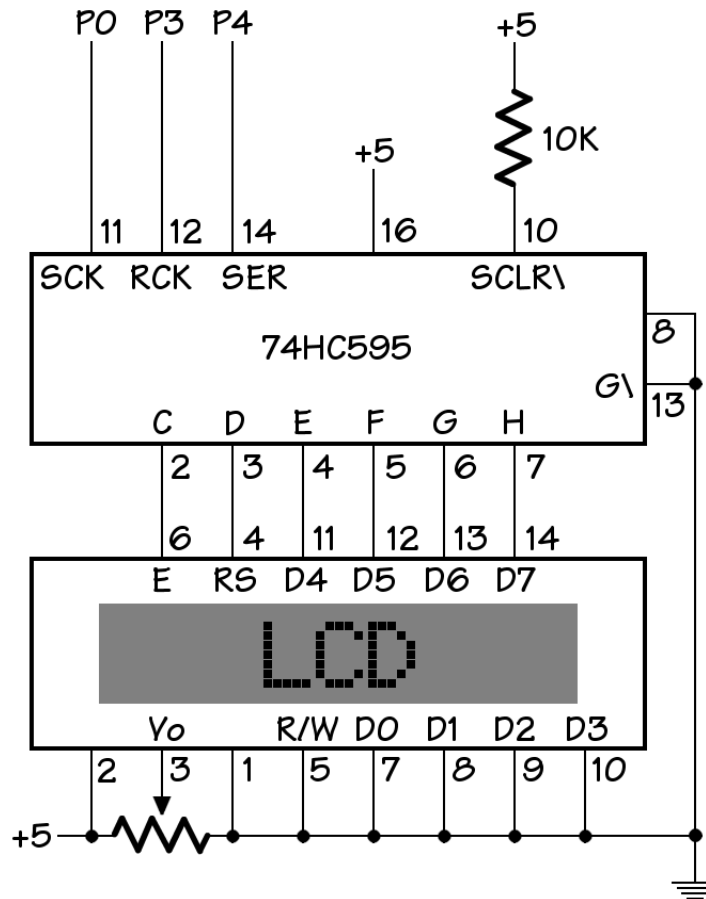 P0 P3 P4 +5
10K
+5
11 12 14 16 10
SCK RCK SER SCLR\
8
74HC595
G\
13
C D E F G H
2 3 4 5 6 7
6 4 11 12 13 14
E RS D4 D5 D6 D7
LCD
Vo R/W D0 D1 D2 D3
2 3 1 5 7 8 9 10
+5